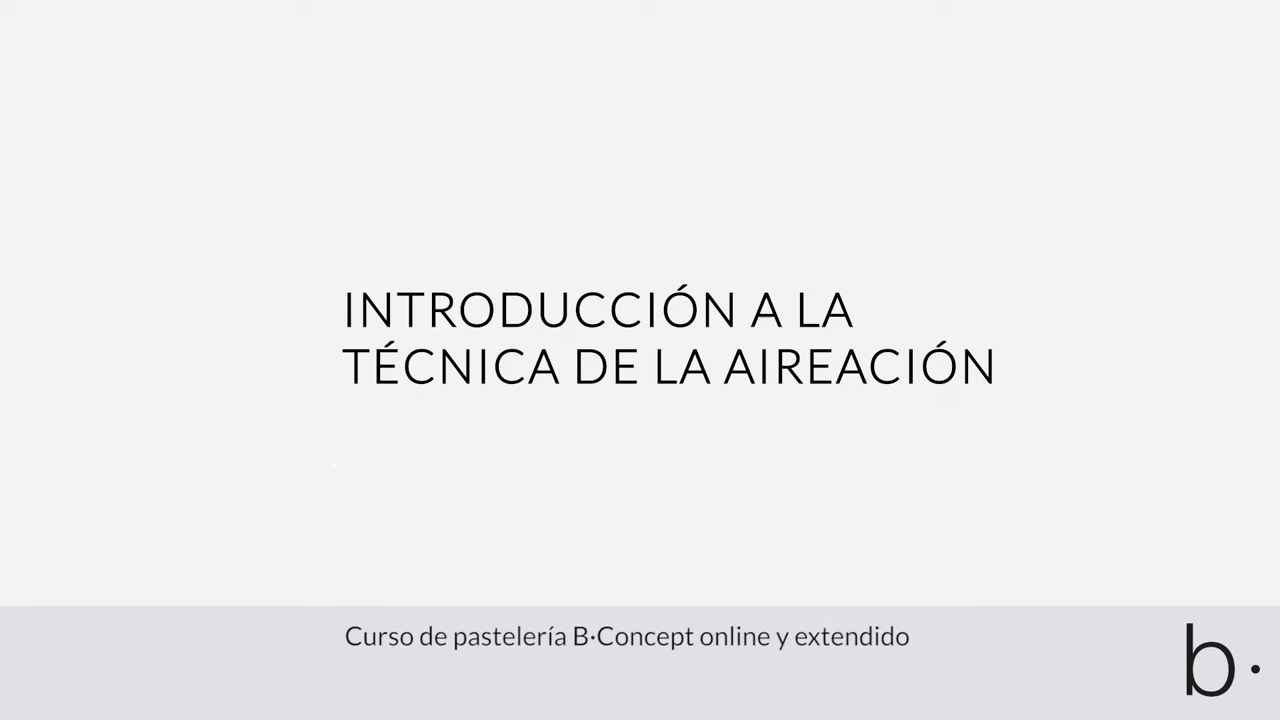 INTRODUCCIÓN A LA
TÉCNICA DE LA AIREACIÓN
Curso de pastelería B·Concept online y extendido
b·